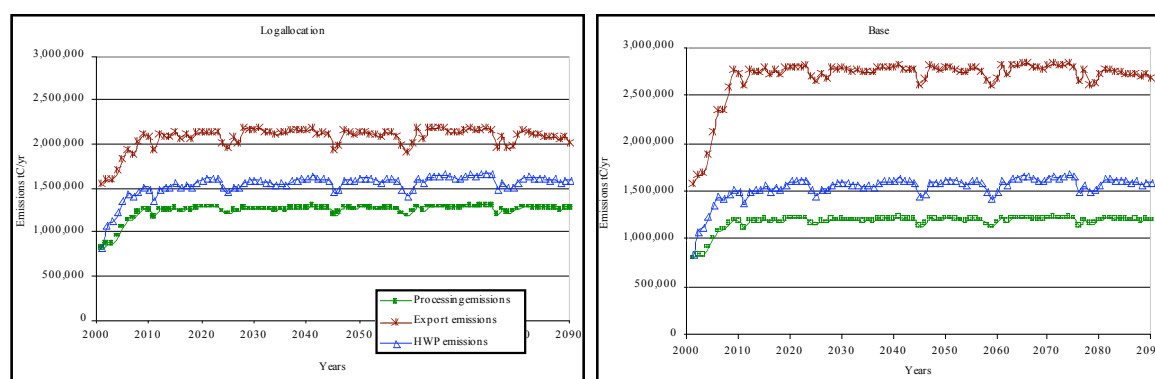 Logallocation
3,000,000
2,500,000
2,000,000
1,500,000
1,000,000
500,000
0
Emissions tC/yr
2000 2010 2020 2030 2040 2050 2080 2090
Years
Processing emissions
Export emissions
HWP emissions
Base
3,000,000
2,500,000
2,000,000
1,500,000
1,000,000
500,000
0
Emissions tC/yr
2000 2010 2020 2030 2040 2050 2060 2070 2080 2090
Years